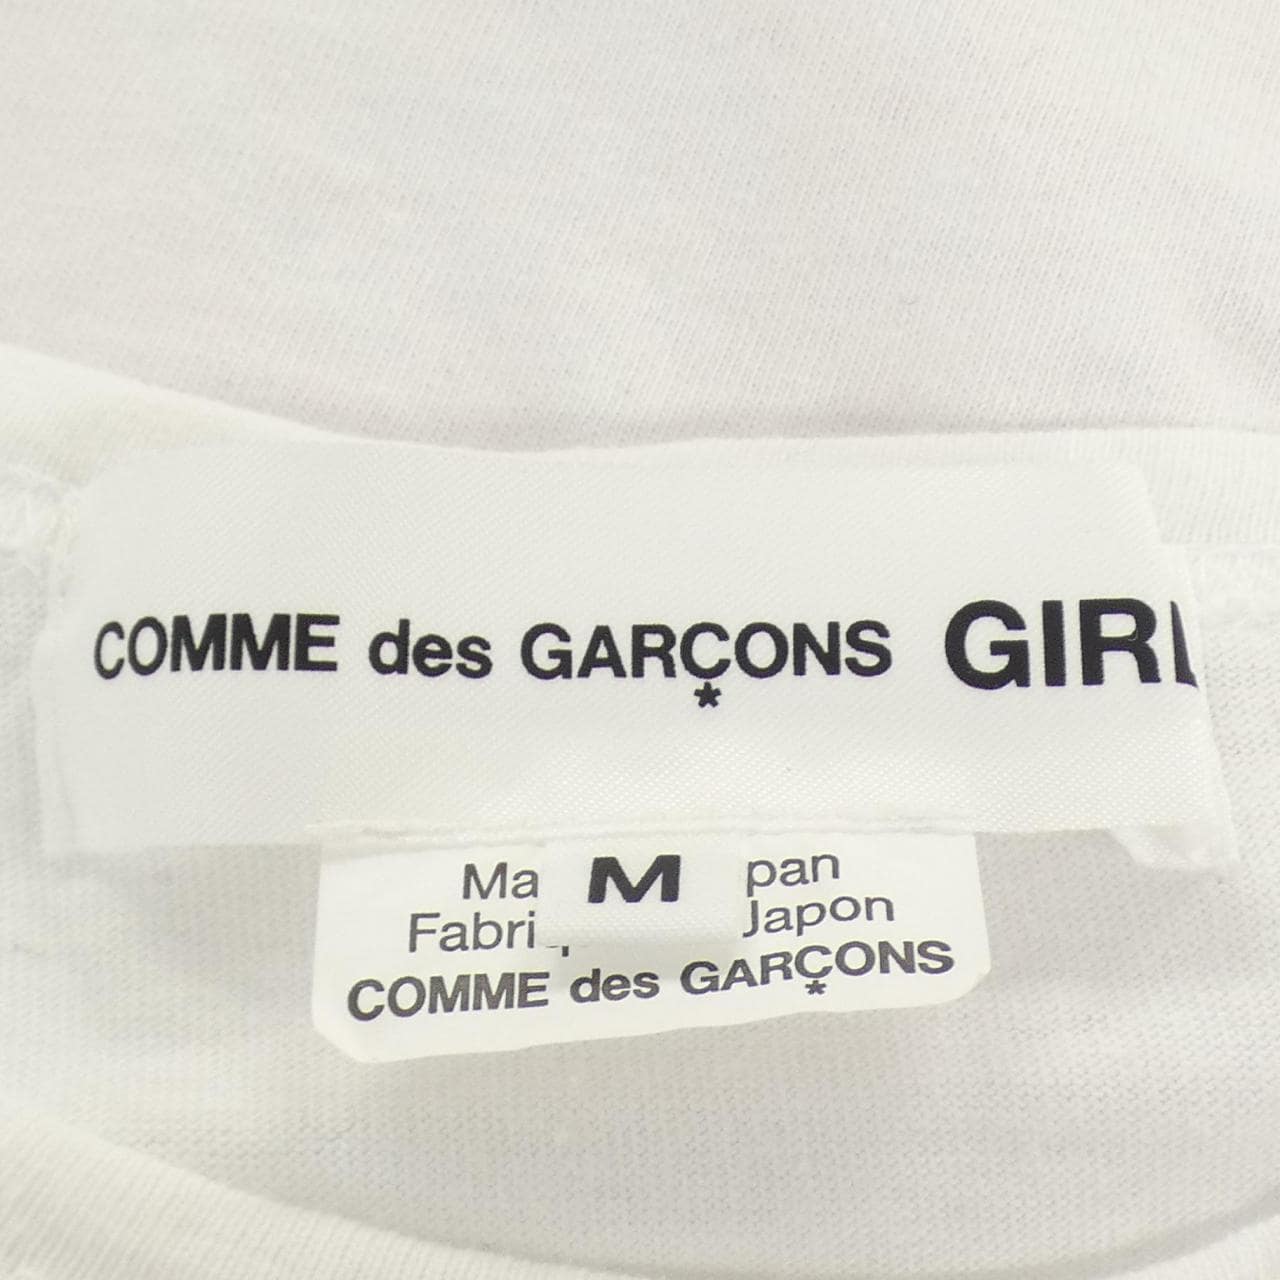 COMME des GARÇONS GIRL
*
M
Ma pan
Fabri Japon
COMME des GARÇONS
*